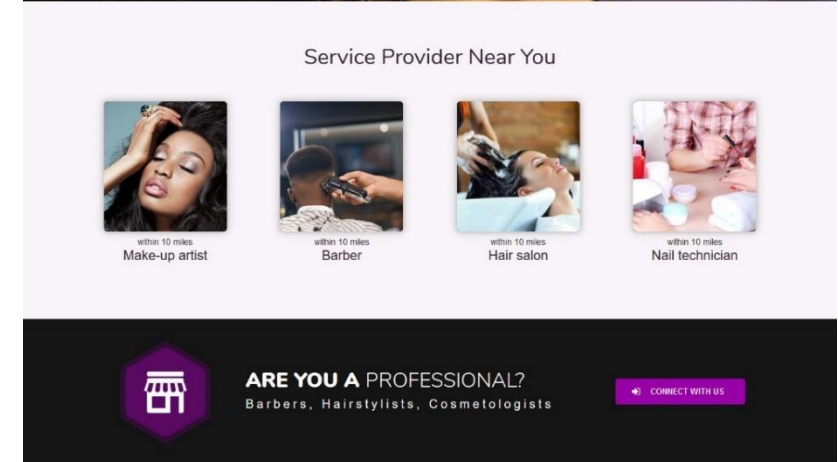 Service Provider Near You
within 10 miles
Make-up artist
within 10 miles
Barber
within 10 miles
Hair salon
within 10 miles
Nail technician
ARE YOU A PROFESSIONAL?
Barbers, Hairstylists, Cosmetologists
CONNECT WITH US